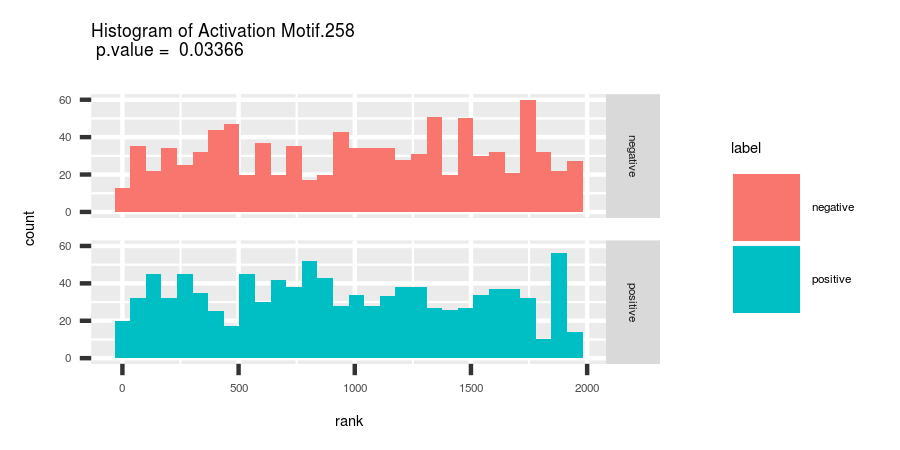 Histogram of Activation Motif.258
p.value = 0.03366
count
60
40
20
0
negative
60
40
20
0
positive
0 500 1000 1500 2000
rank
label
negative
positive